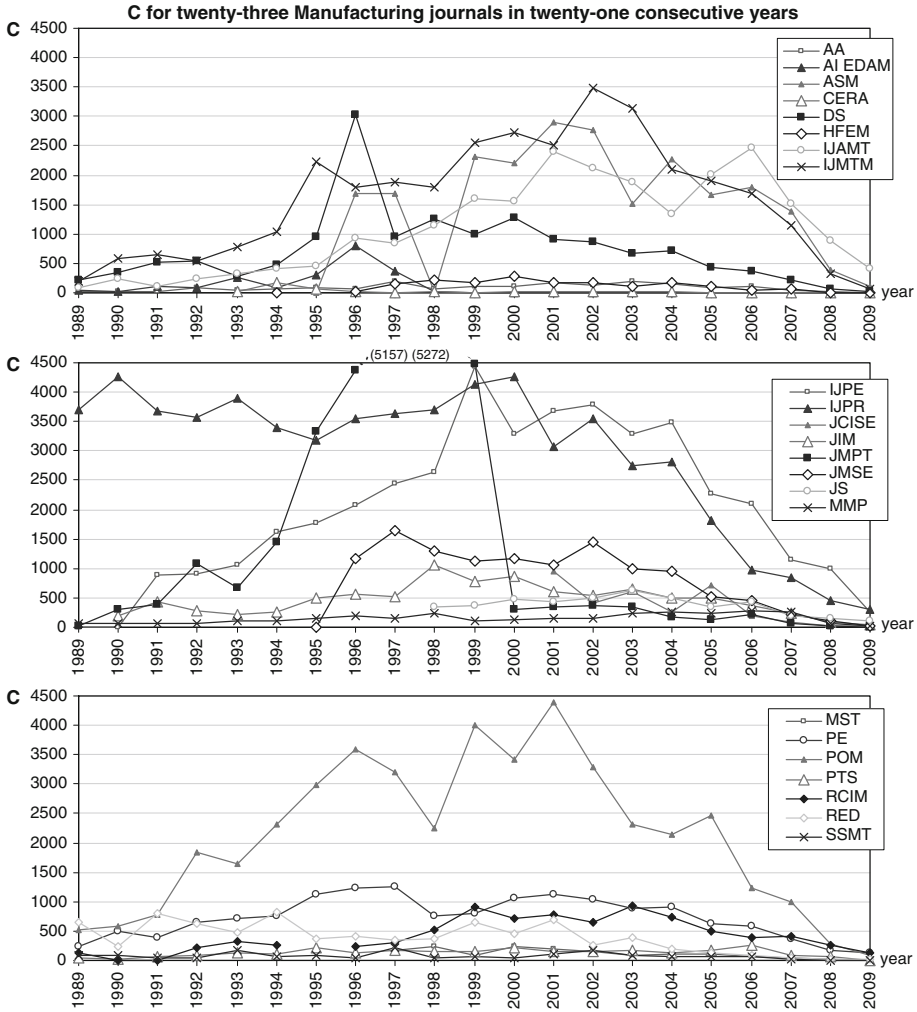 C for twenty-three Manufacturing journals in twenty-one consecutive years
C
4500
4000
3500
3000
2500
2000
1500
1000
500
0
AA
AI EDAM
ASM
CERA
DS
HFEM
IJAMT
IJMTM
year
1989 1990 1991 1992 1993 1994 1995 1996 1997 1998 1999 2000 2001 2002 2003 2004 2005 2006 2007 2008 2009
C
(5157) (5272)
4500
4000
3500
3000
2500
2000
1500
1000
500
0
IJPE
IJPR
JCISE
JIM
JMPT
JMSE
JS
MMP
year
1989 1990 1991 1992 1993 1994 1995 1996 1997 1998 1999 2000 2001 2002 2003 2004 2005 2006 2007 2008 2009
C
4500
4000
3500
3000
2500
2000
1500
1000
500
0
MST
PE
POM
PTS
RCIM
RED
SSMT
year
1989 1990 1991 1992 1993 1994 1995 1996 1997 1998 1999 2000 2001 2002 2003 2004 2005 2006 2007 2008 2009